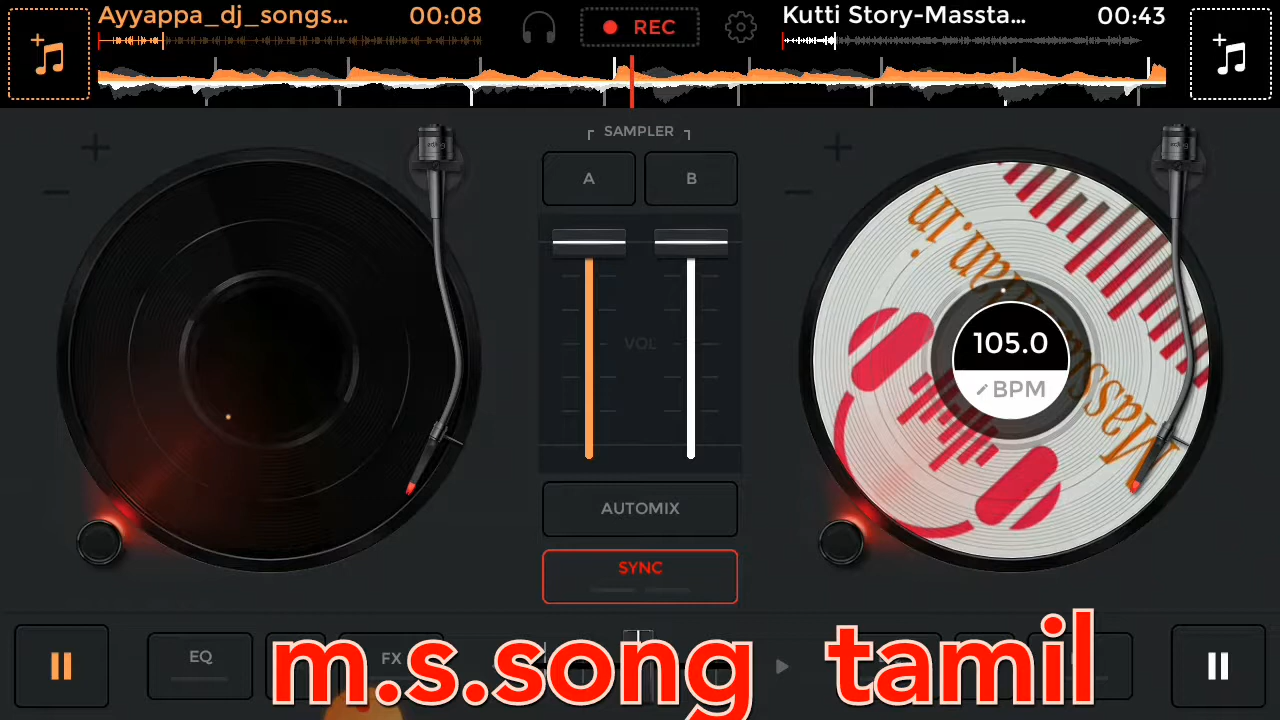 Ayyappa_dj_songs...
00:08
REC
Kutti Story-Massta...
00:43
SAMPLER
A
B
VOL
105.0
BPM
AUTOMIX
SYNC
EQ
FX
m.s.song tamil